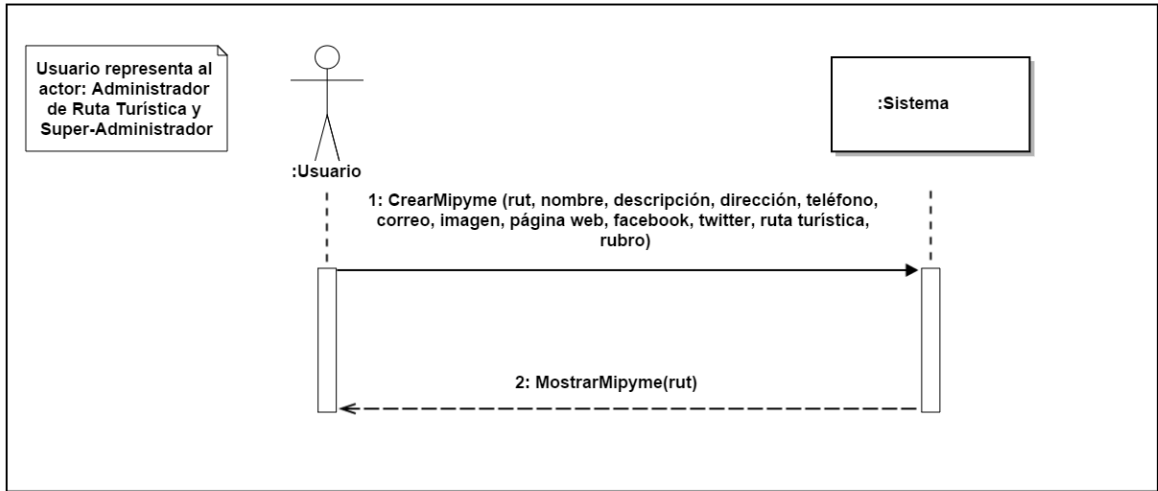 Usuario representa al
actor: Administrador
de Ruta Turística y
Super-Administrador
:Usuario
:Sistema
1: CrearMipyme (rut, nombre, descripción, dirección, teléfono,
correo, imagen, página web, facebook, twitter, ruta turística,
rubro)
2: MostrarMipyme(rut)